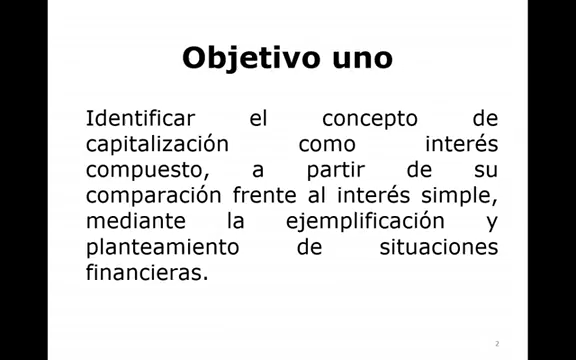 Objetivo uno
Identificar el concepto de
capitalización como interés
compuesto, a partir de su
comparación frente al interés simple,
mediante la ejemplificación y
planteamiento de situaciones
financieras.
2